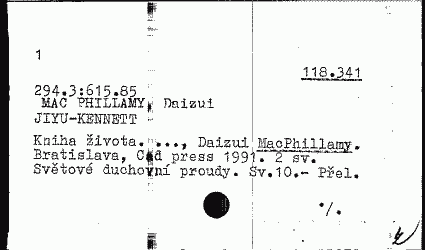 1
118.341
294.3:615.85
MAC PHILLAMY, Daizui
JIYU-KENNETT
Kniha života. ..., Daizui MacPhillamy.
Bratislava, Cad press 1991. 2 sv.
Světové duchovní proudy. Sv.10.- Přel.
%.